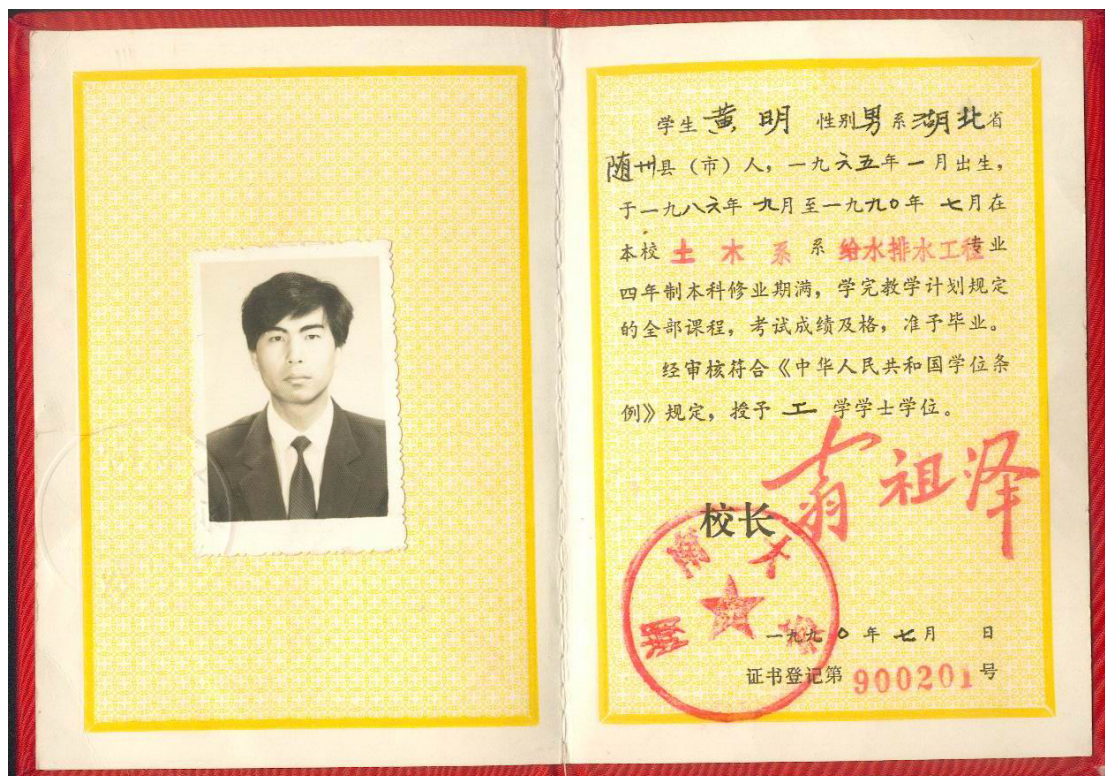 学生 黄明 性别男系湖北省
随州县（市）人，一九六五年一月出生，
于一九八六年 九月至一九九〇年 七月在
本校 土木系 系 给水排水工程专业
四年制本科修业期满，学完教学计划规定
的全部课程，考试成绩及格，准予毕业。
经审核符合《中华人民共和国学位条
例》规定，授予 工 学学士学位。
校长 翁祖泽
湖南大学
一九九〇年七月 日
证书登记第 900201 号